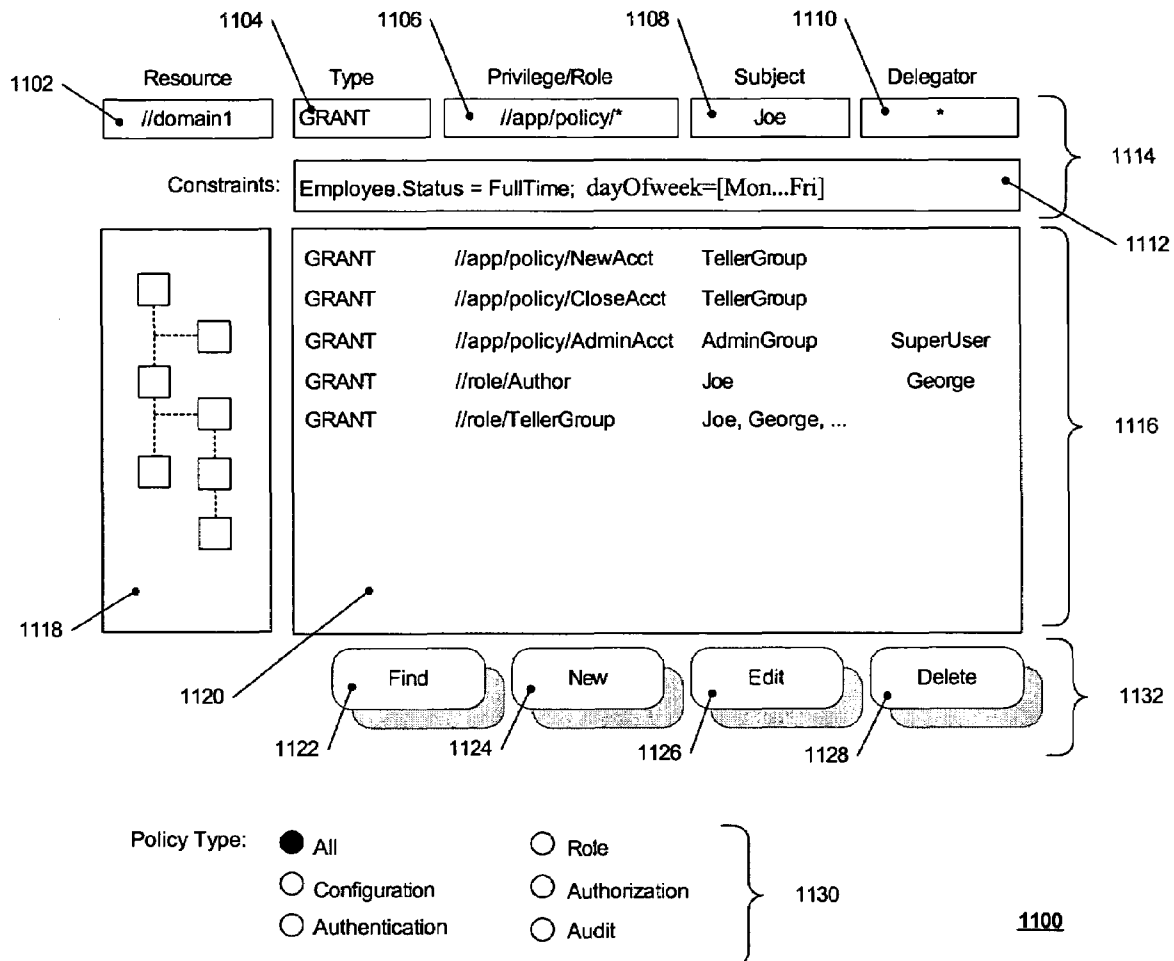 1104 1106 1108 1110
1102 Resource Type Privilege/Role Subject Delegator
//domain1 GRANT //app/policy/* Joe *
1114
Constraints: Employee.Status = FullTime; dayOfweek=[Mon...Fri]
1112
GRANT //app/policy/NewAcct TellerGroup
GRANT //app/policy/CloseAcct TellerGroup
GRANT //app/policy/AdminAcct AdminGroup SuperUser
GRANT //role/Author Joe George
GRANT //role/TellerGroup Joe, George, ...
1116
1118
1120
Find New Edit Delete
1132
1122 1124 1126 1128
Policy Type: All Role
Configuration Authorization
Authentication Audit
1130
1100